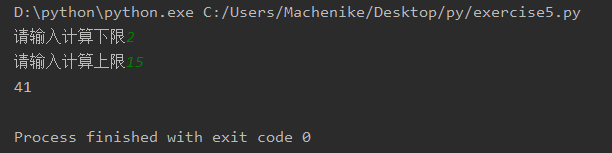 D:\python\python.exe C:/Users/Machenike/Desktop/py/exercise5.py
请输入计算下限2
请输入计算上限15
41
Process finished with exit code 0